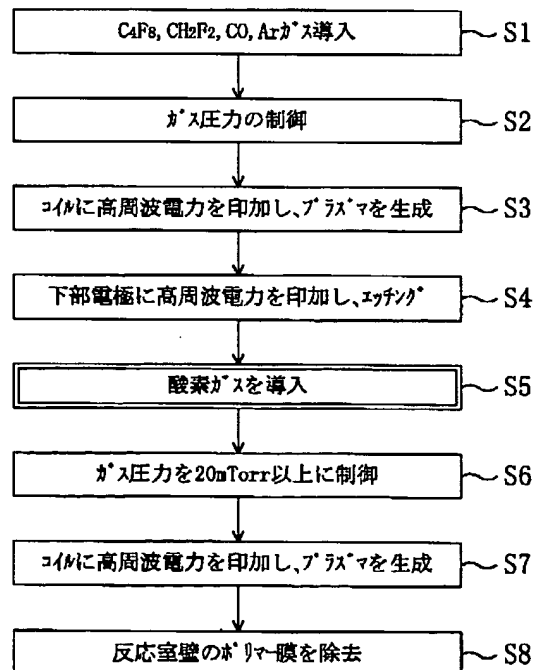 C4F8, CH2F2, CO, Arガス導入 S1
ガス圧力の制御 S2
コイルに高周波電力を印加し、プラズマを生成 S3
下部電極に高周波電力を印加し、エッチング S4
酸素ガスを導入 S5
ガス圧力を20mTorr以上に制御 S6
コイルに高周波電力を印加し、プラズマを生成 S7
反応室壁のポリマー膜を除去 S8